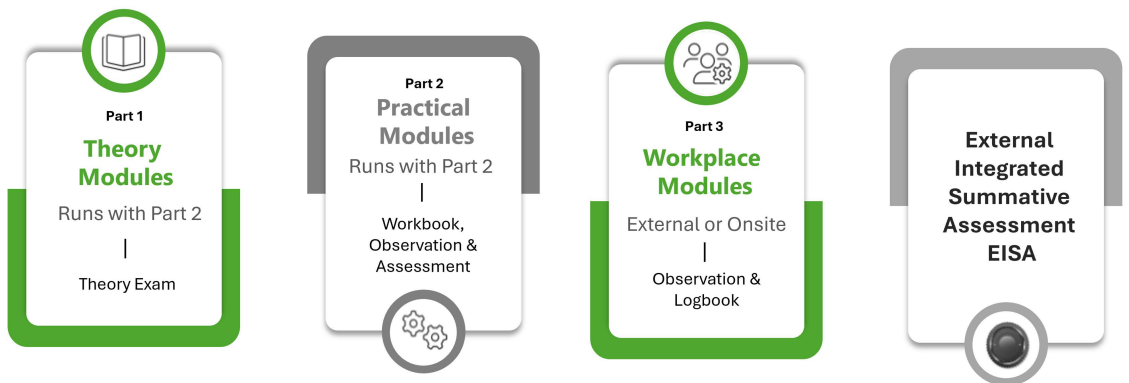 Part 1
Theory
Modules
Runs with Part 2
|
Theory Exam
Part 2
Practical
Modules
Runs with Part 2
|
Workbook,
Observation &
Assessment
Part 3
Workplace
Modules
External or Onsite
|
Observation &
Logbook
External
Integrated
Summative
Assessment
EISA